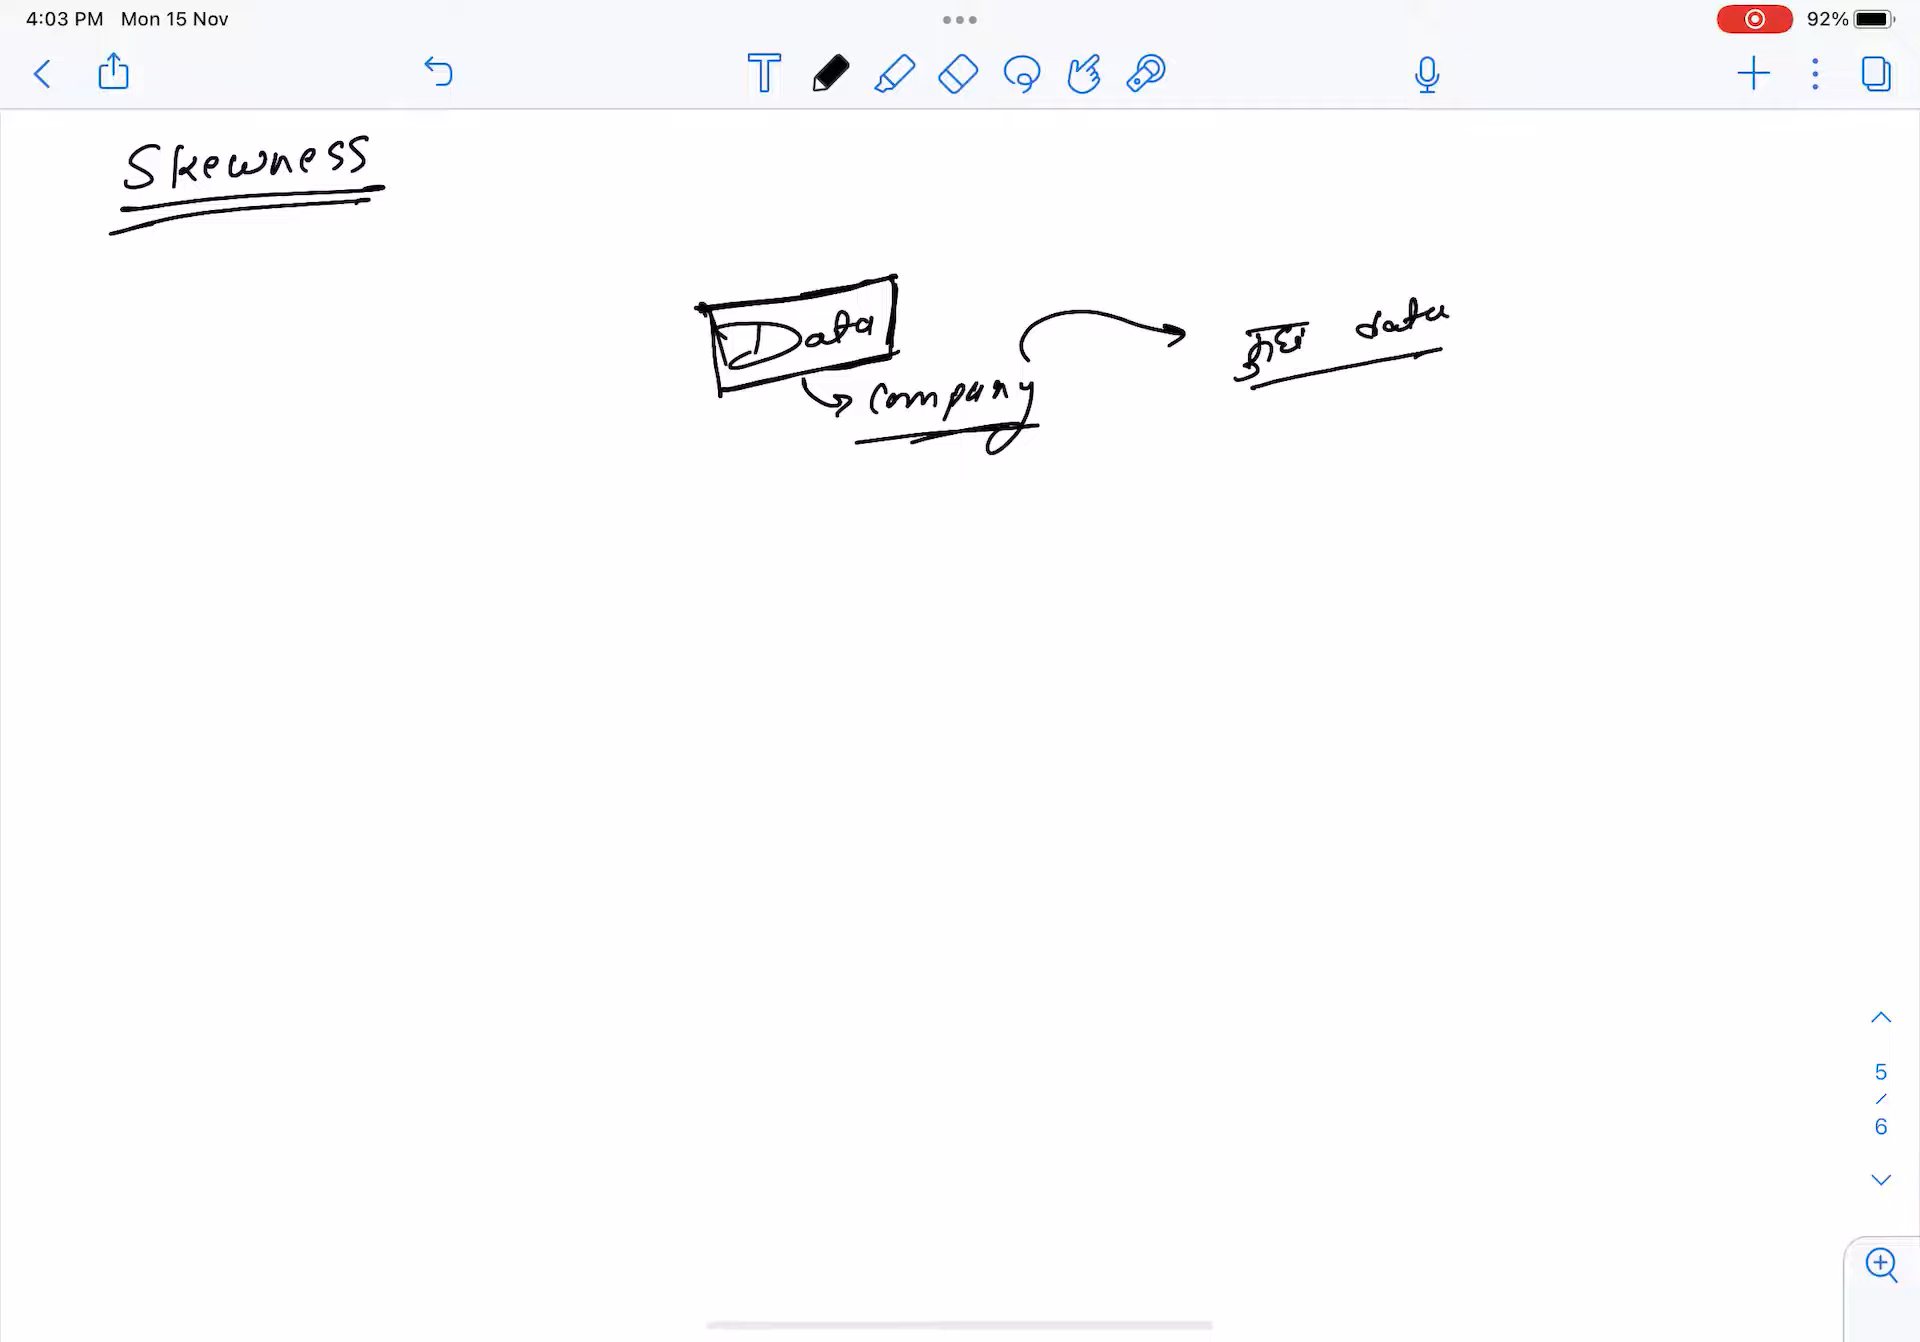 4:03 PM Mon 15 Nov
92%
Skewness
Data
company
data
5
/
6